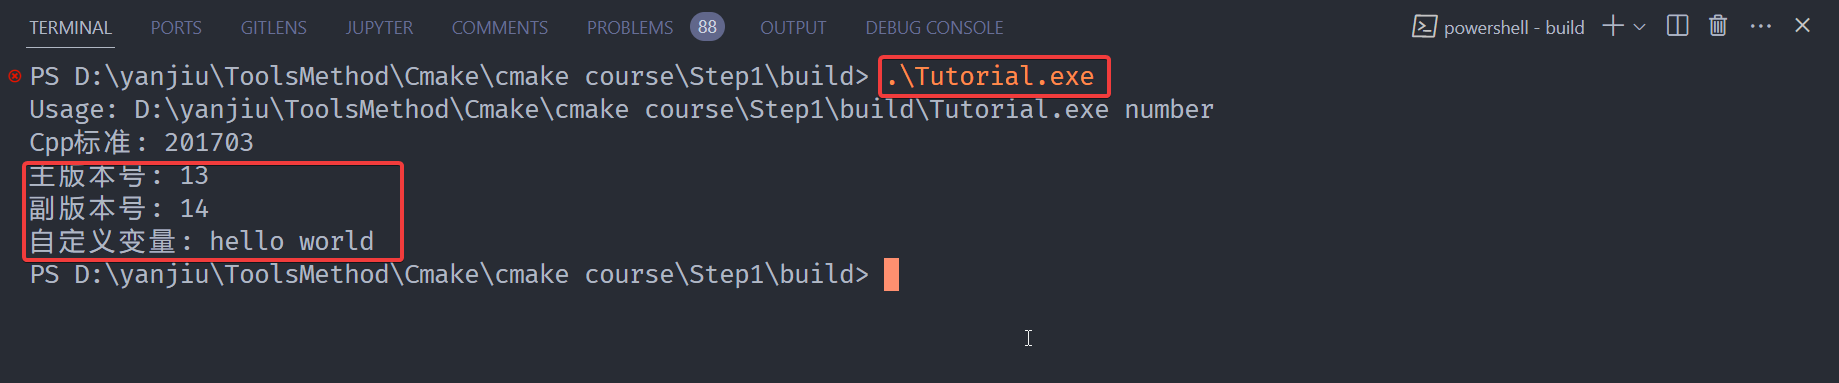 TERMINAL PORTS GITLENS JUPYTER COMMENTS PROBLEMS 88 OUTPUT DEBUG CONSOLE powershell - build
PS D:\yanjiu\ToolsMethod\Cmake\cmake course\Step1\build> .\Tutorial.exe
Usage: D:\yanjiu\ToolsMethod\Cmake\cmake course\Step1\build\Tutorial.exe number
Cpp标准: 201703
主版本号: 13
副版本号: 14
自定义变量: hello world
PS D:\yanjiu\ToolsMethod\Cmake\cmake course\Step1\build>